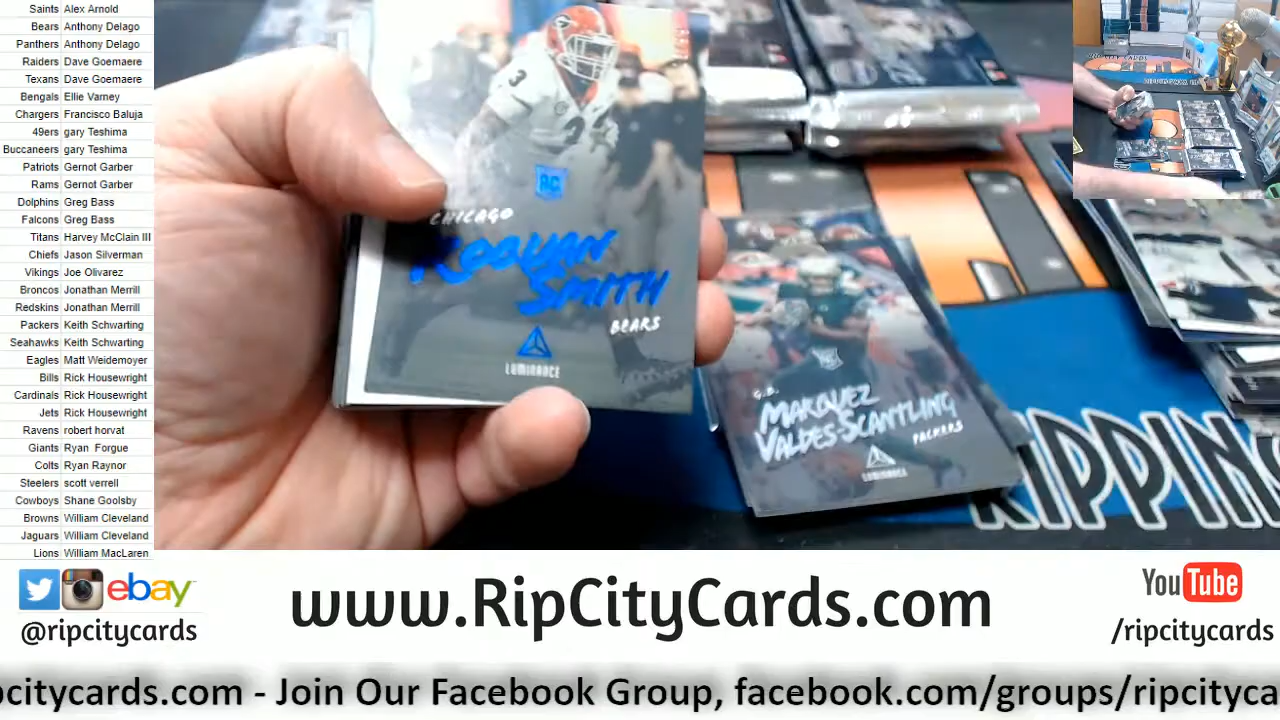 Saints Alex Arnold
Bears Anthony Delago
Panthers Anthony Delago
Raiders Dave Goemaere
Texans Dave Goemaere
Bengals Ellie Varney
Chargers Francisco Baluja
49ers gary Teshima
Buccaneers gary Teshima
Patriots Gernot Garber
Rams Gernot Garber
Dolphins Greg Bass
Falcons Greg Bass
Titans Harvey McClain III
Chiefs Jason Silverman
Vikings Joe Olivarez
Broncos Jonathan Merrill
Redskins Jonathan Merrill
Packers Keith Schwarting
Seahawks Keith Schwarting
Eagles Matt Weidemoyer
Bills Rick Housewright
Cardinals Rick Housewright
Jets Rick Housewright
Ravens robert horvat
Giants Ryan Forgue
Colts Ryan Raynor
Steelers scott verrell
Cowboys Shane Goolsby
Browns William Cleveland
Jaguars William Cleveland
Lions William MacLaren
3
RC
CHICAGO
ROQUAN
SMITH
BEARS
LUMINANCE
RC
G.B.
MARQUEZ
VALDES-SCANTLING
PACKERS
LUMINANCE
RIPPING
ebay
@ripcitycards
www.RipCityCards.com
YouTube
/ripcitycards
pcitycards.com - Join Our Facebook Group, facebook.com/groups/ripcityca